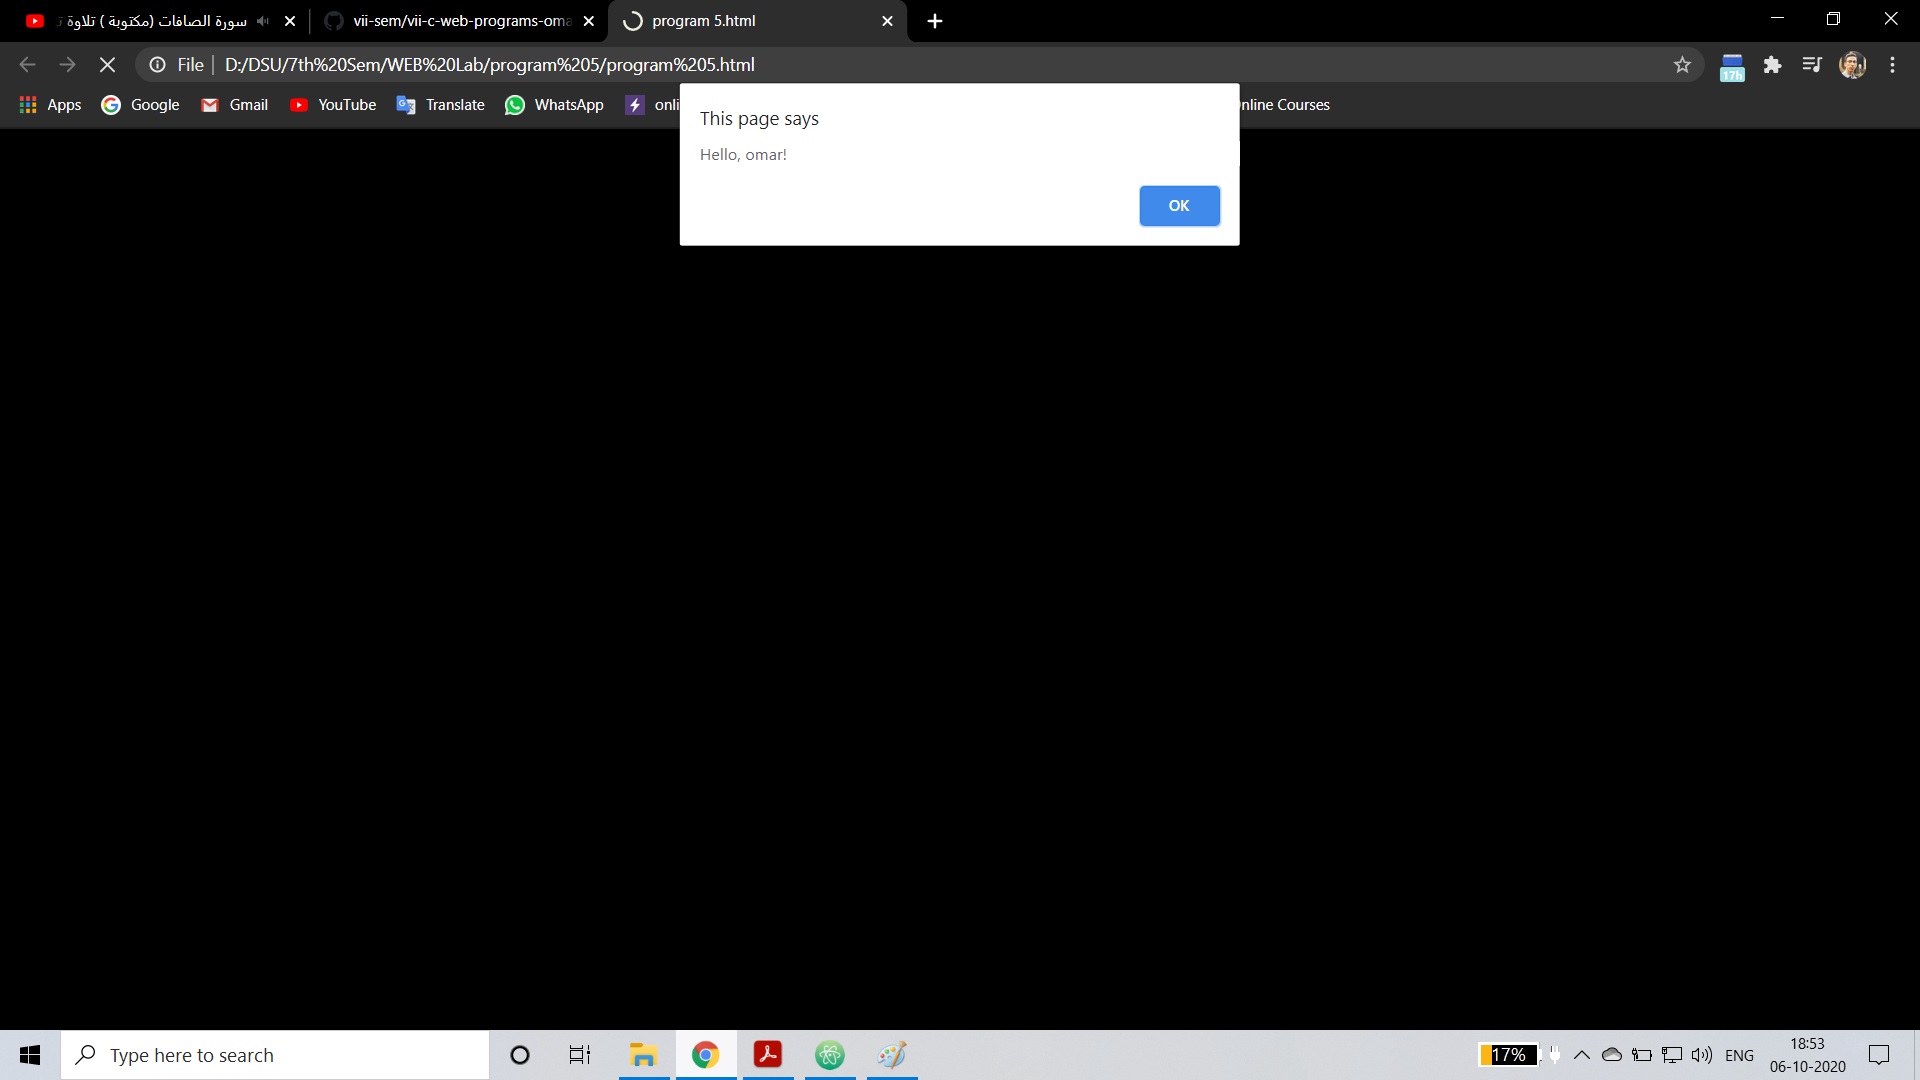 سورة الصافات (مكتوبة ) تلاوة
vii-sem/vii-c-web-programs-oma
program 5.html
File
D:/DSU/7th%20Sem/WEB%20Lab/program%205/program%205.html
17h
Apps
Google
Gmail
YouTube
Translate
WhatsApp
onli
nline Courses
This page says
Hello, omar!
OK
Type here to search
17%
ENG
18:53
06-10-2020